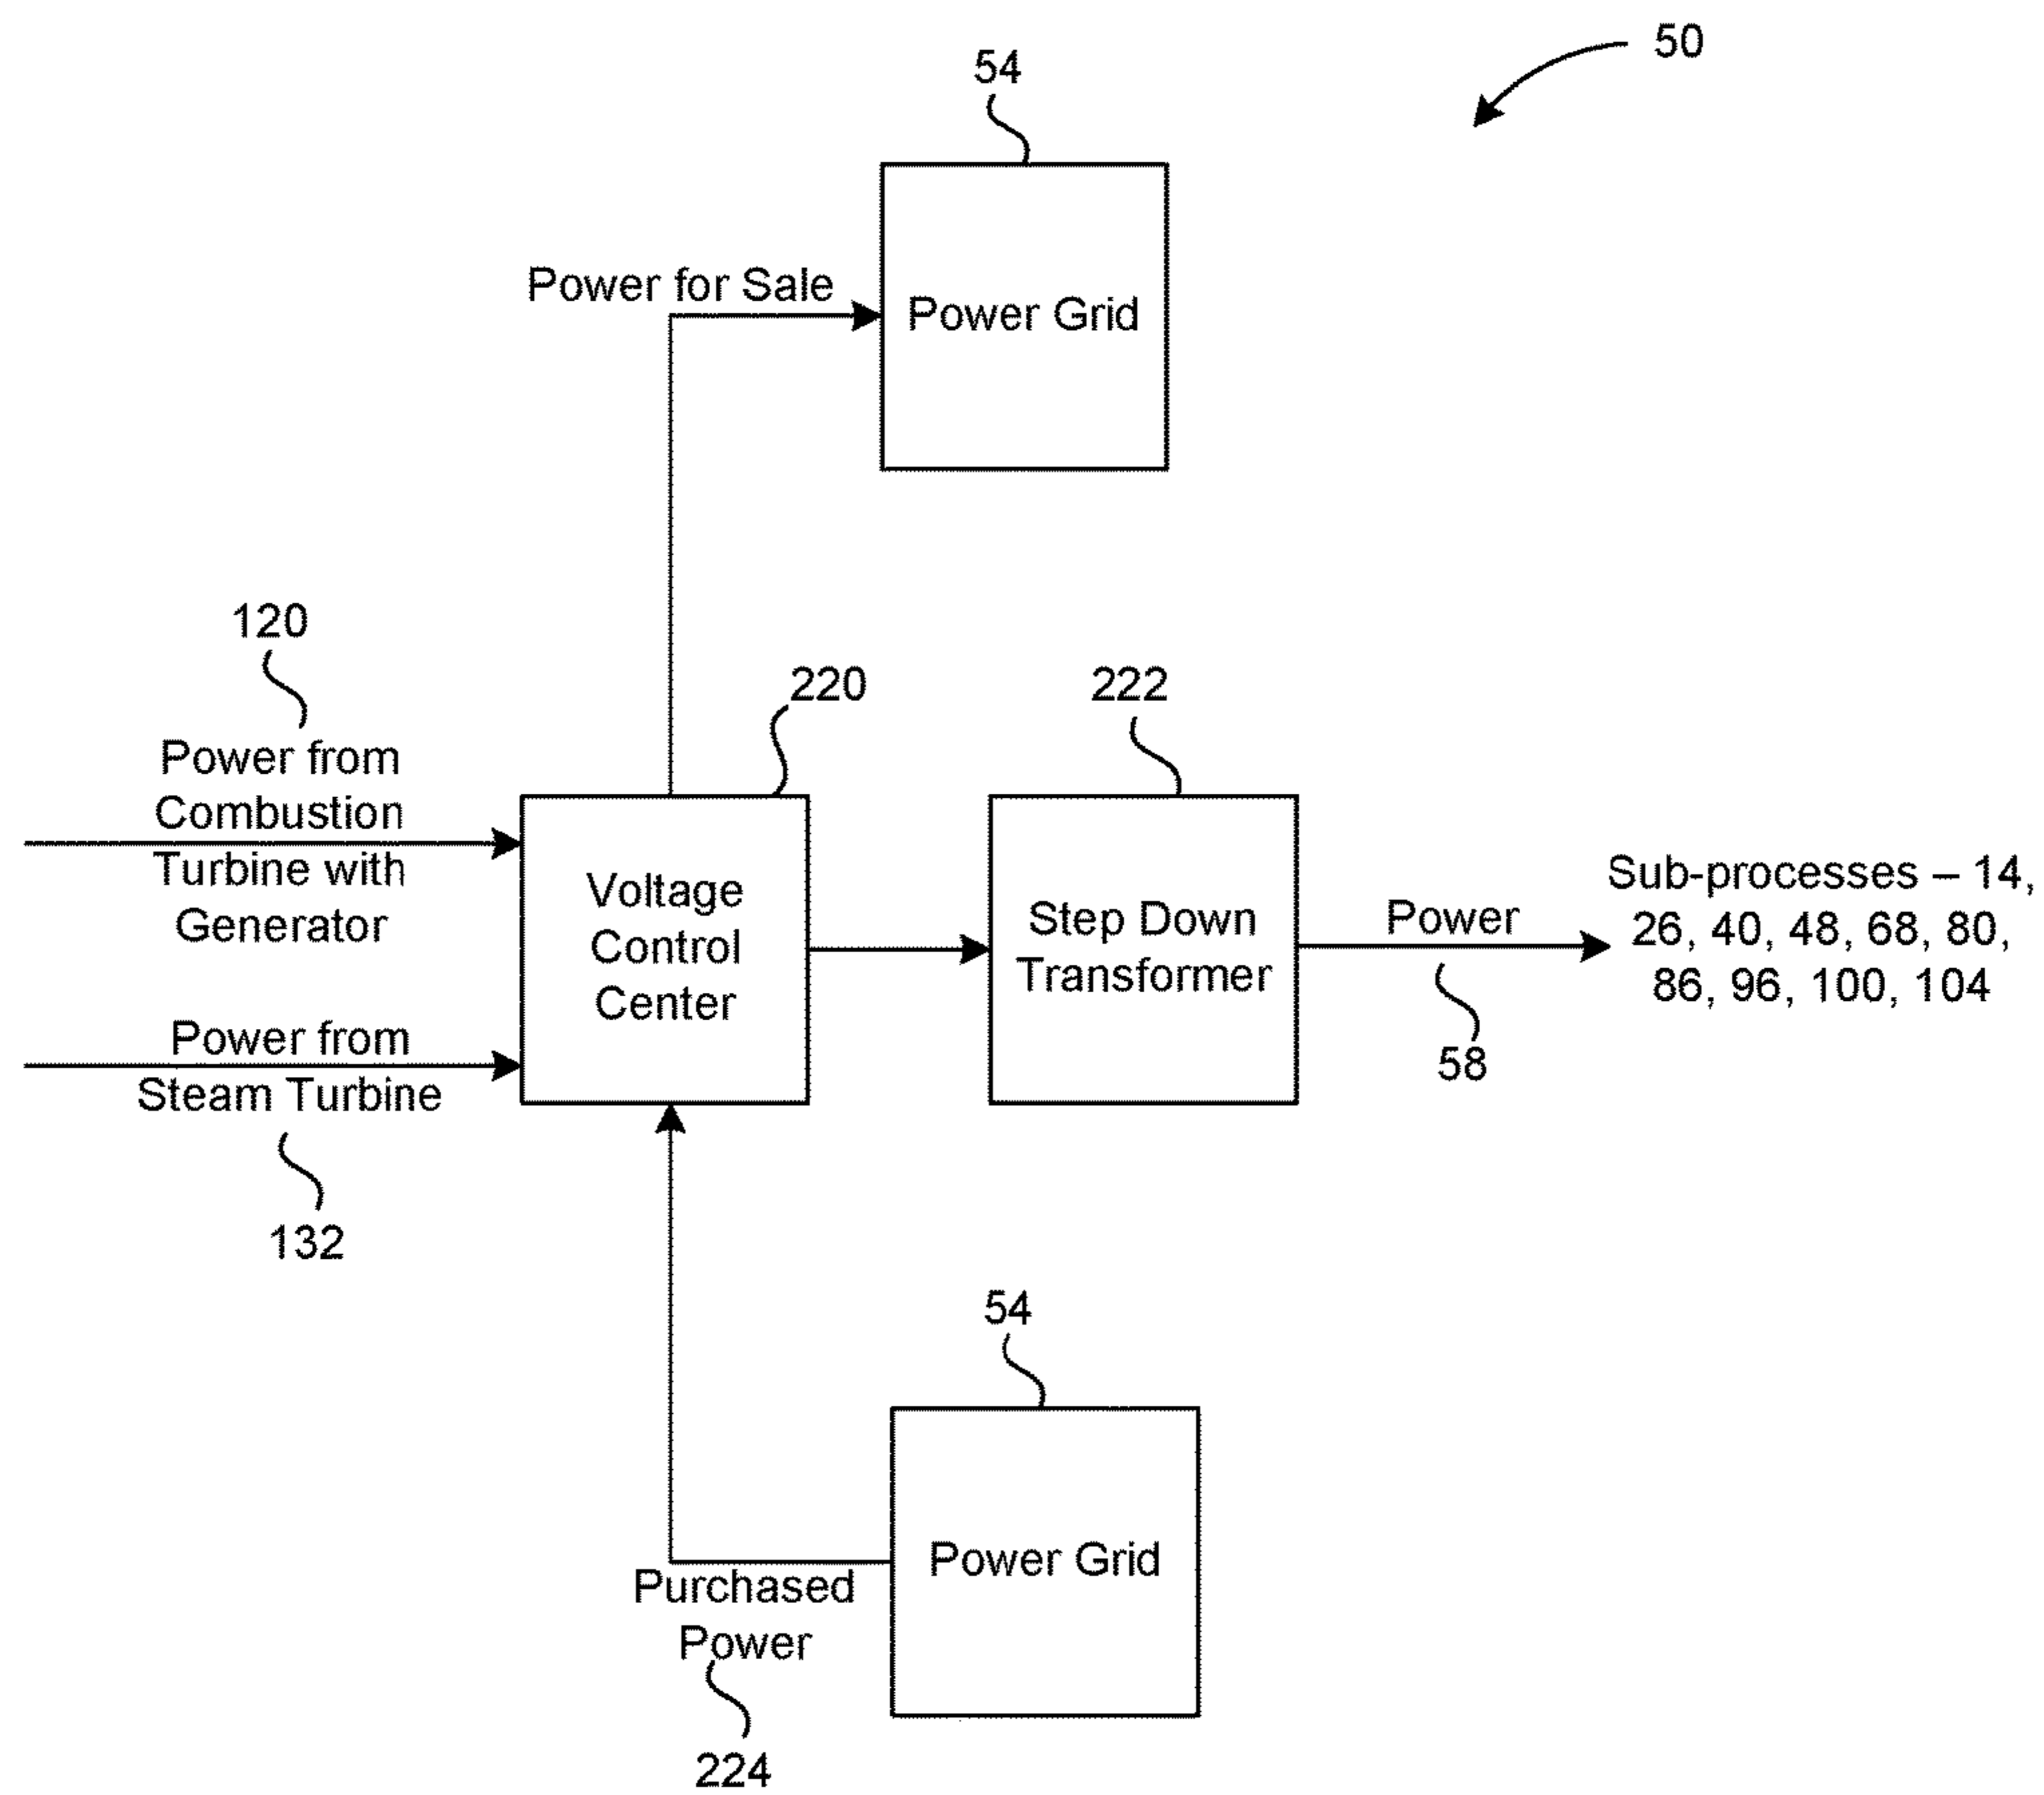 50
54
Power for Sale
Power Grid
120
220
222
Power from
Combustion
Turbine with
Generator
Voltage
Control
Center
Step Down
Transformer
Power
58
Sub-processes – 14,
26, 40, 48, 68, 80,
86, 96, 100, 104
Power from
Steam Turbine
132
54
Power Grid
Purchased
Power
224